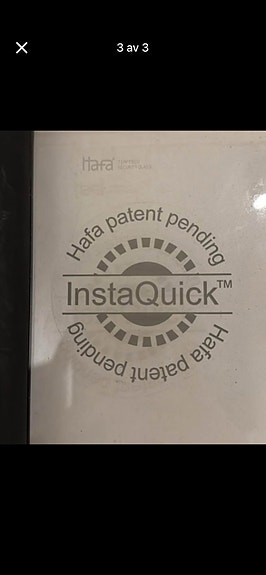 3 av 3
Hafa
Hafa patent pending
InstaQuick™
Hafa patent pending